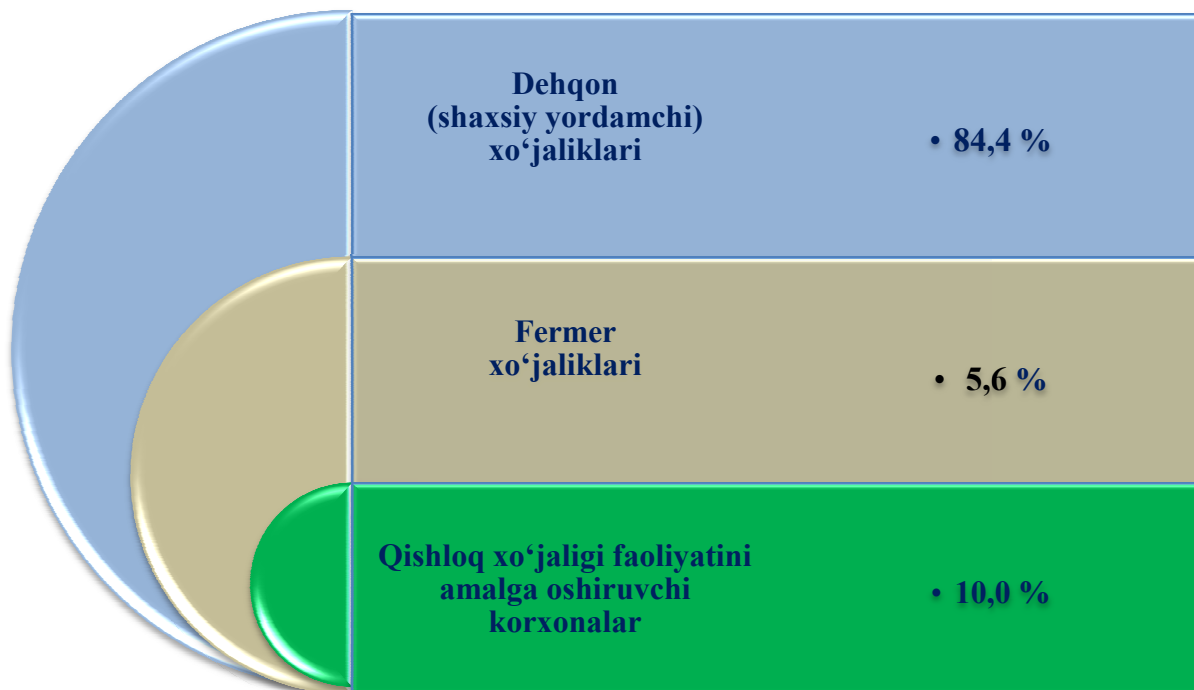 Dehqon
(shaxsiy yordamchi)
xo‘jaliklari
• 84,4 %
Fermer
xo‘jaliklari
• 5,6 %
Qishloq xo‘jaligi faoliyatini
amalga oshiruvchi
korxonalar
• 10,0 %